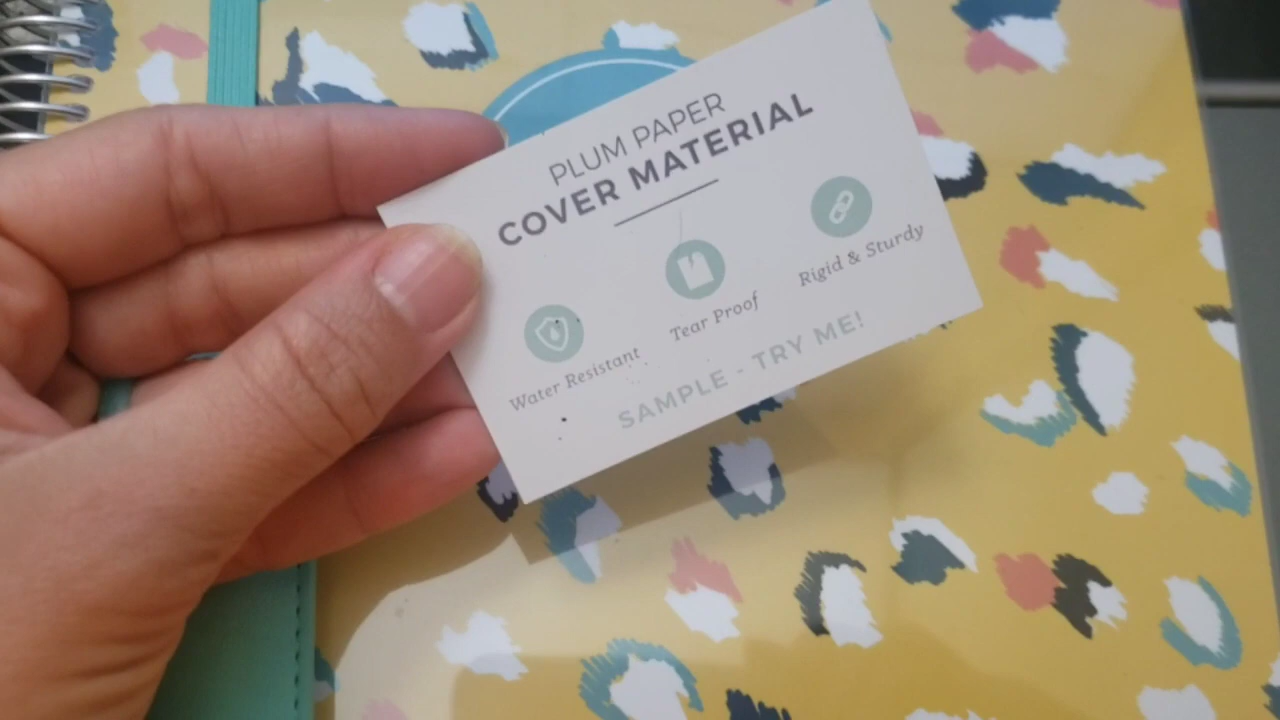 PLUM PAPER
COVER MATERIAL
Water Resistant
Tear Proof
Rigid & Sturdy
SAMPLE - TRY ME!